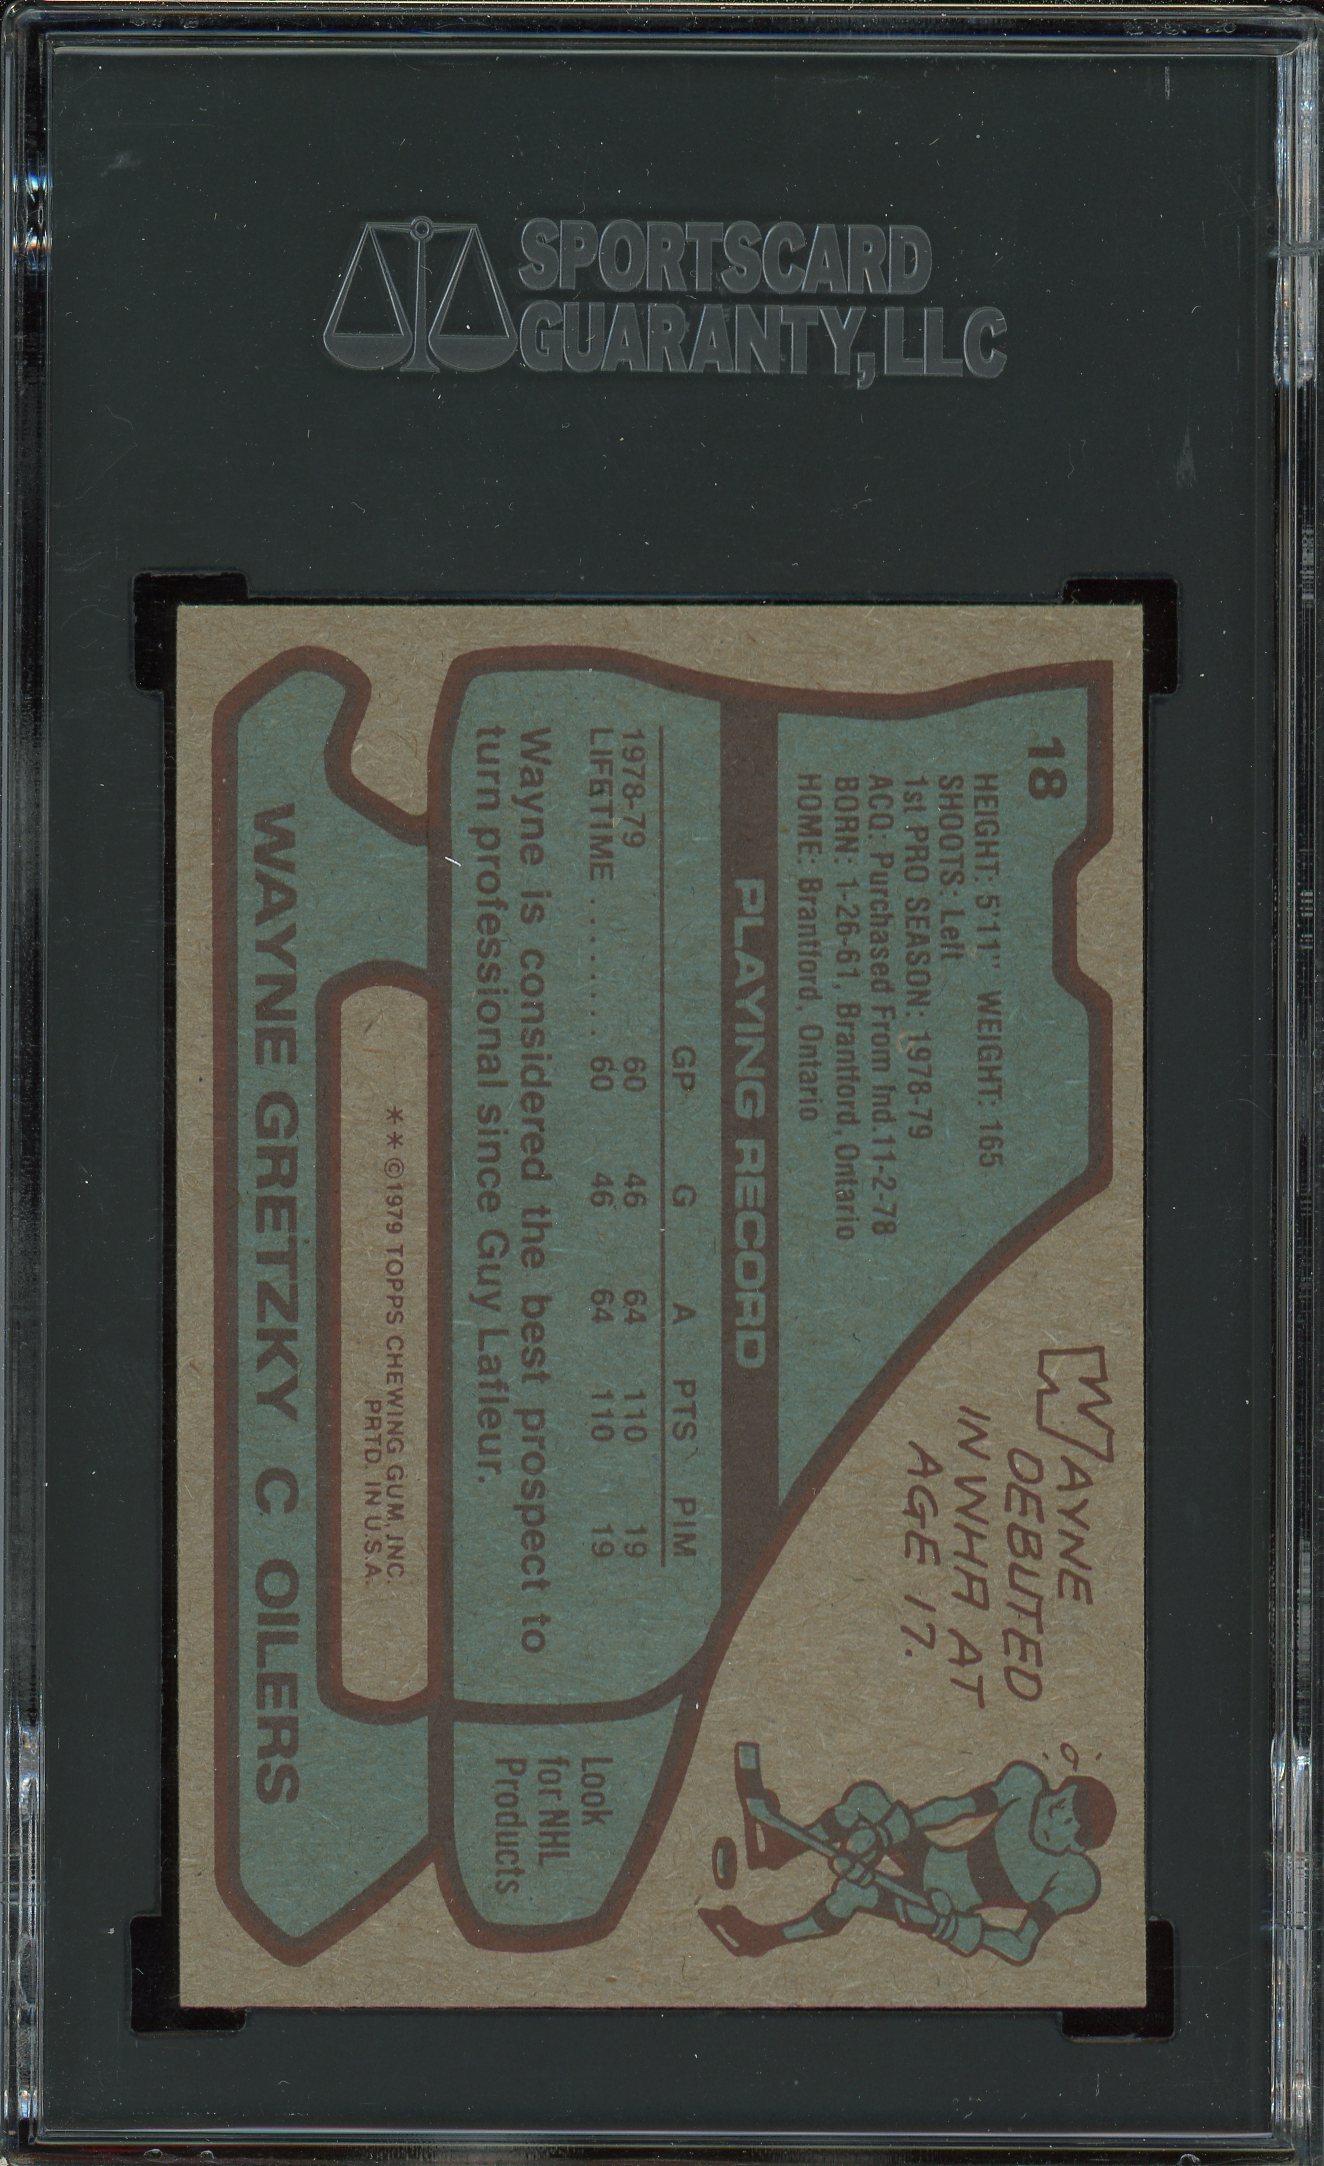 SPORTSCARD
GUARANTY, LLC
18
HEIGHT: 5'11" WEIGHT: 165
SHOOTS: Left
1st PRO SEASON: 1978-79
ACQ: Purchased From Ind.11-2-78
BORN: 1-26-61, Brantford, Ontario
HOME: Brantford, Ontario
WAYNE
DEBUTED
IN WHA AT
AGE 17.
PLAYING RECORD
GP G A PTS PIM
1978-79 60 46 64 110 19
LIFETIME ........ 60 46 64 110 19
Wayne is considered the best prospect to
turn professional since Guy Lafleur.
Look
for NHL
Products
**©1979 TOPPS CHEWING GUM, INC.
PRTD. IN U.S.A.
WAYNE GRETZKY C OILERS